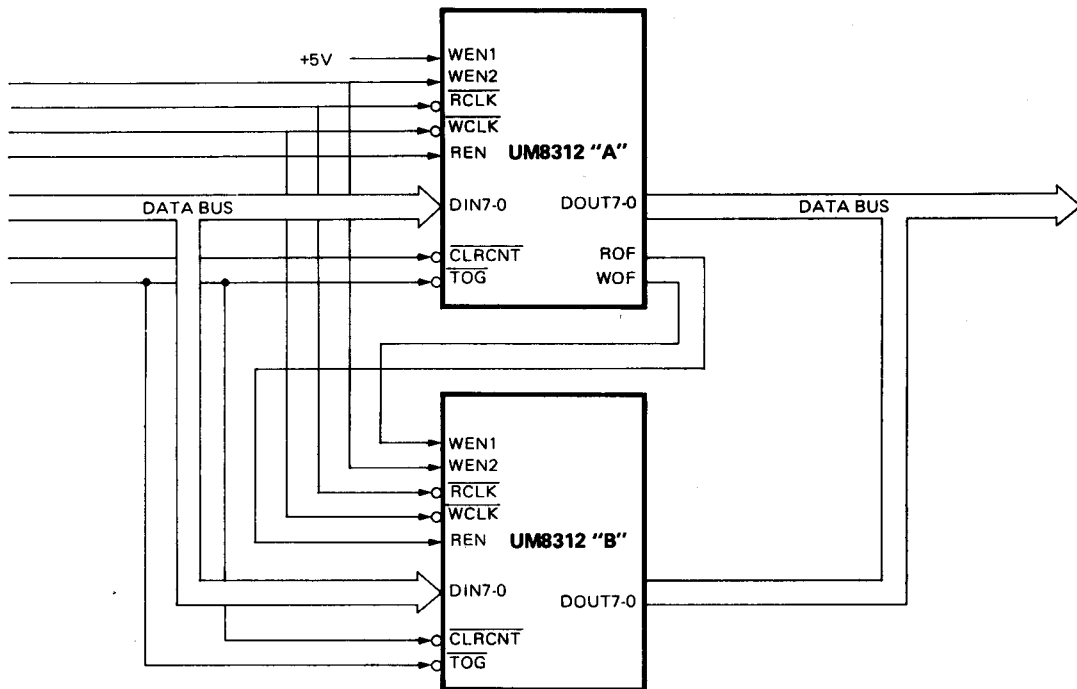 +5V
WEN1
WEN2
RCLK
WCLK
REN
UM8312 "A"
DATA BUS
DIN7-0
DOUT7-0
DATA BUS
CLRCNT
ROF
TOG
WOF
WEN1
WEN2
RCLK
WCLK
REN
UM8312 "B"
DIN7-0
DOUT7-0
CLRCNT
TOG